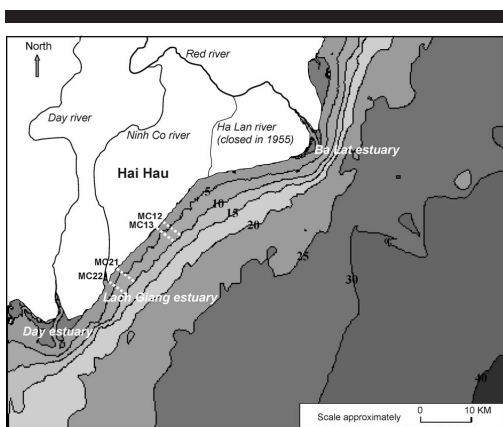 North
Red river
Day river
Ninh Co river
Ha Lan river
(closed in 1955)
Ba Lat estuary
Hai Hau
5
10
15
20
25
30
40
MC12
MC13
MC21
MC22
Lach Giang estuary
Day estuary
Scale approximately
0 10 KM